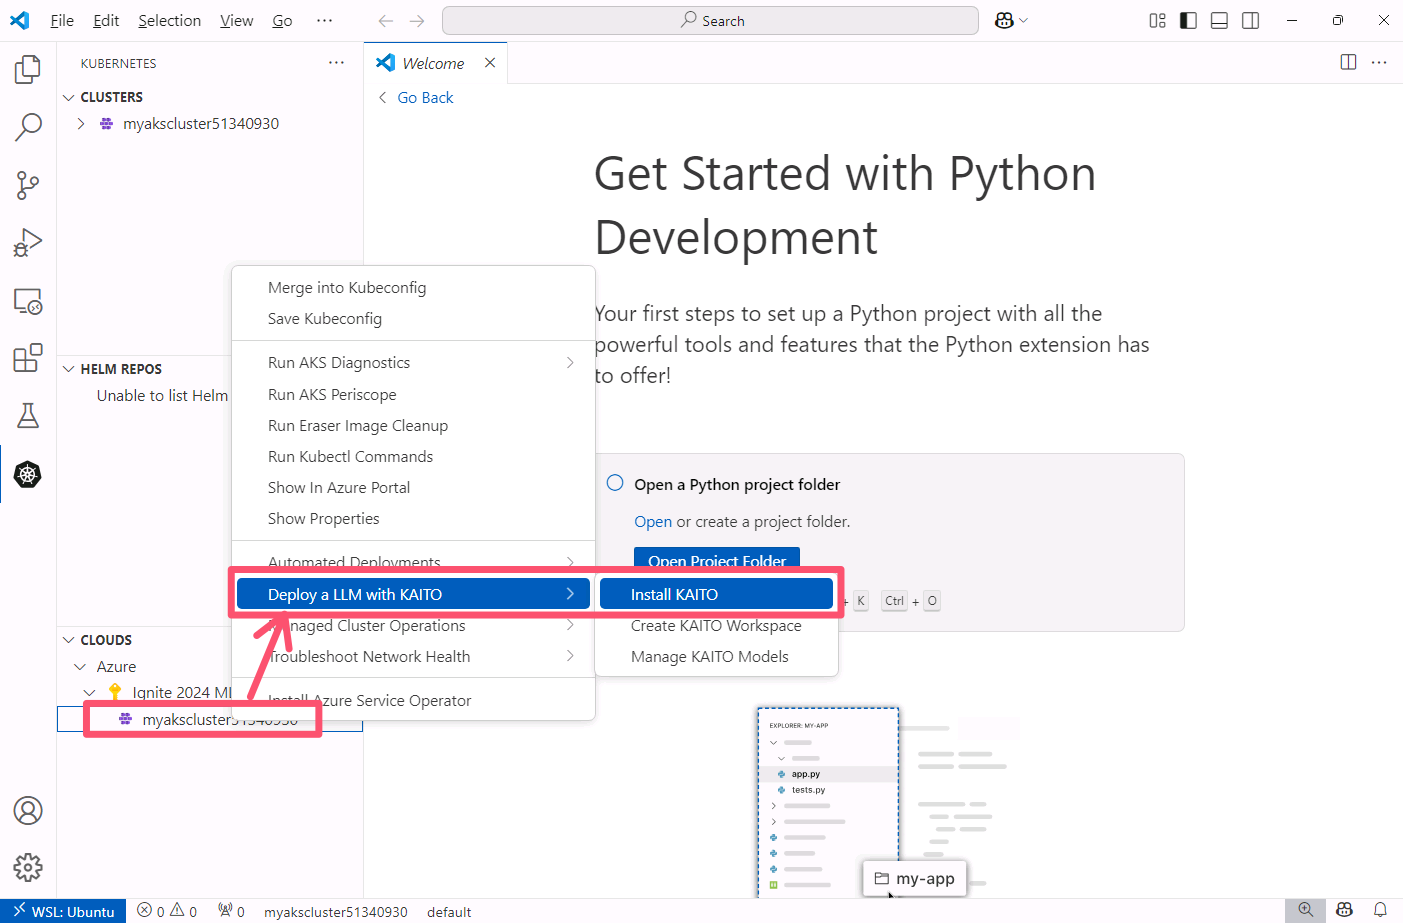 File Edit Selection View Go ···
Search
KUBERNETES ···
CLUSTERS
myakscluster51340930
HELM REPOS
Unable to list Helm
CLOUDS
Azure
Ignite 2024 MI
myakscluster51340930
Merge into Kubeconfig
Save Kubeconfig
Run AKS Diagnostics
Run AKS Periscope
Run Eraser Image Cleanup
Run Kubectl Commands
Show In Azure Portal
Show Properties
Automated Deployments
Deploy a LLM with KAITO
Managed Cluster Operations
Troubleshoot Network Health
Install Azure Service Operator
Install KAITO
Create KAITO Workspace
Manage KAITO Models
Welcome
Go Back
Get Started with Python
Development
Your first steps to set up a Python project with all the
powerful tools and features that the Python extension has
to offer!
Open a Python project folder
Open or create a project folder.
Open Project Folder
+ K Ctrl + O
EXPLORER: MY-APP
app.py
tests.py
my-app
WSL: Ubuntu 0 0 0 myakscluster51340930 default